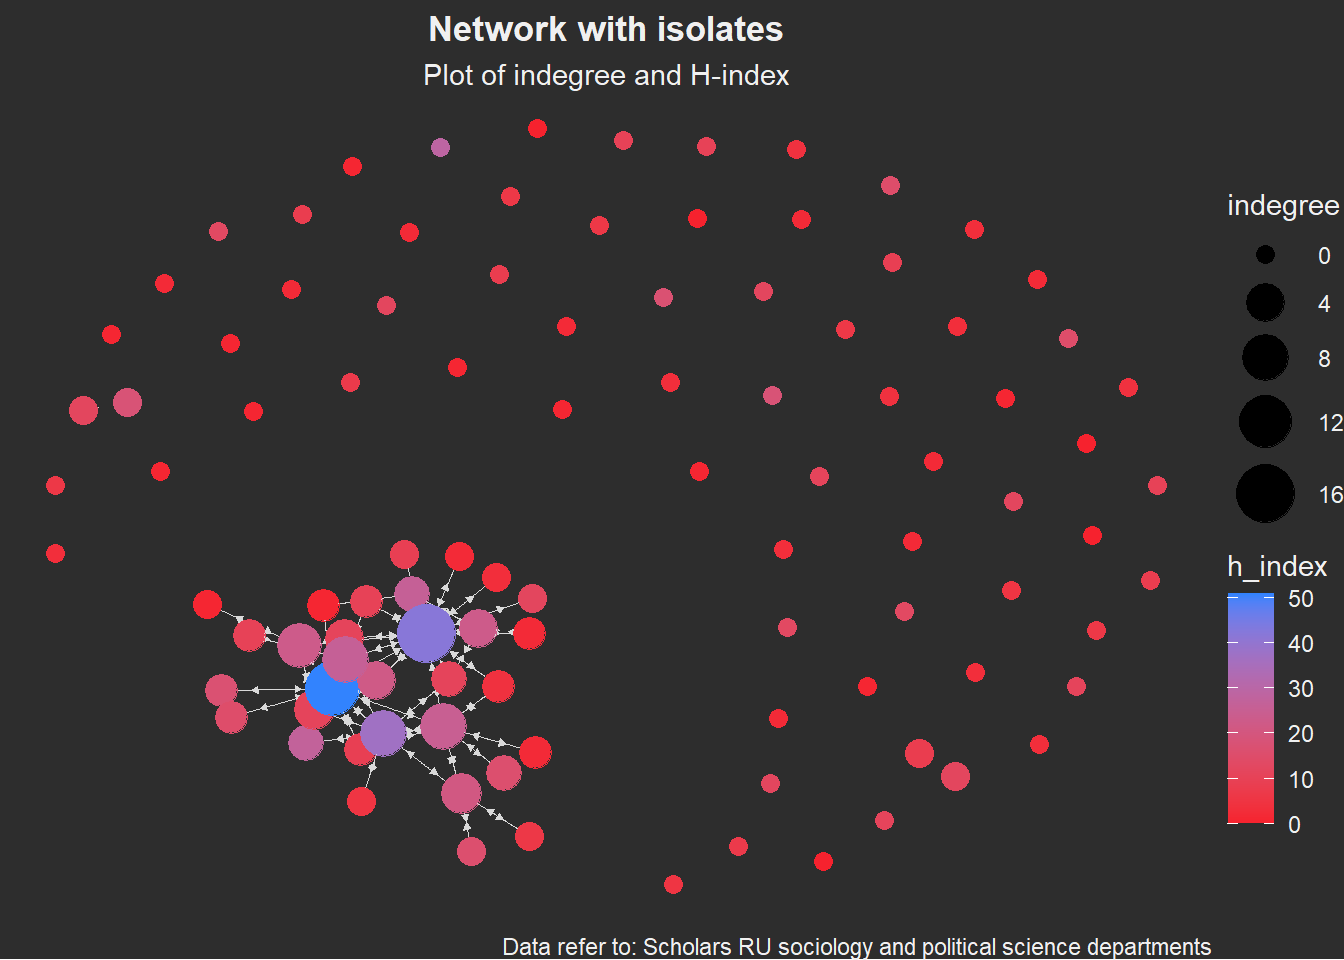 Network with isolates
Plot of indegree and H-index
indegree
0
4
8
12
16
h_index
50
40
30
20
10
0
Data refer to: Scholars RU sociology and political science departments